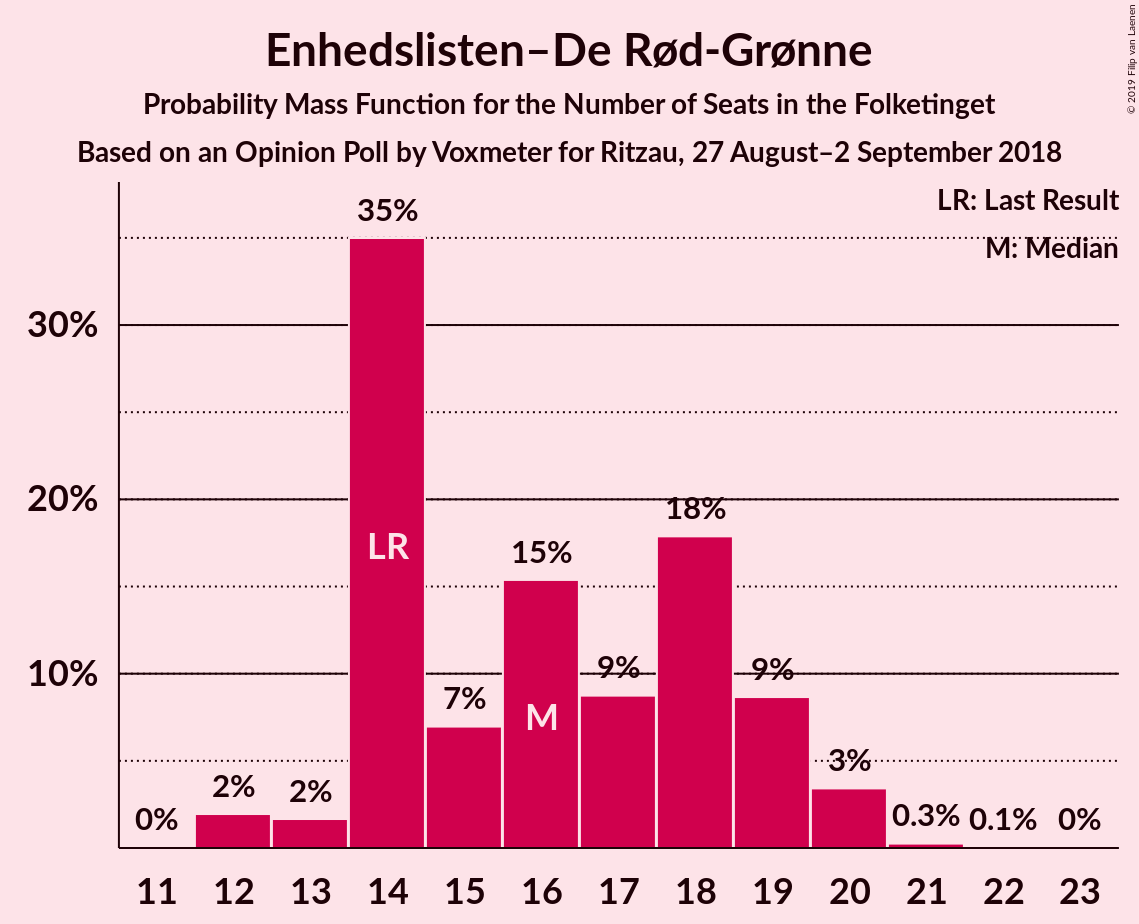 Enhedslisten–De Rød-Grønne
Probability Mass Function for the Number of Seats in the Folketinget
Based on an Opinion Poll by Voxmeter for Ritzau, 27 August–2 September 2018
© 2019 Filip van Laenen
LR: Last Result
M: Median
30%
20%
10%
0%
2%
2%
35%
7%
15%
9%
18%
9%
3%
0.3%
0.1%
0%
LR
M
11 12 13 14 15 16 17 18 19 20 21 22 23